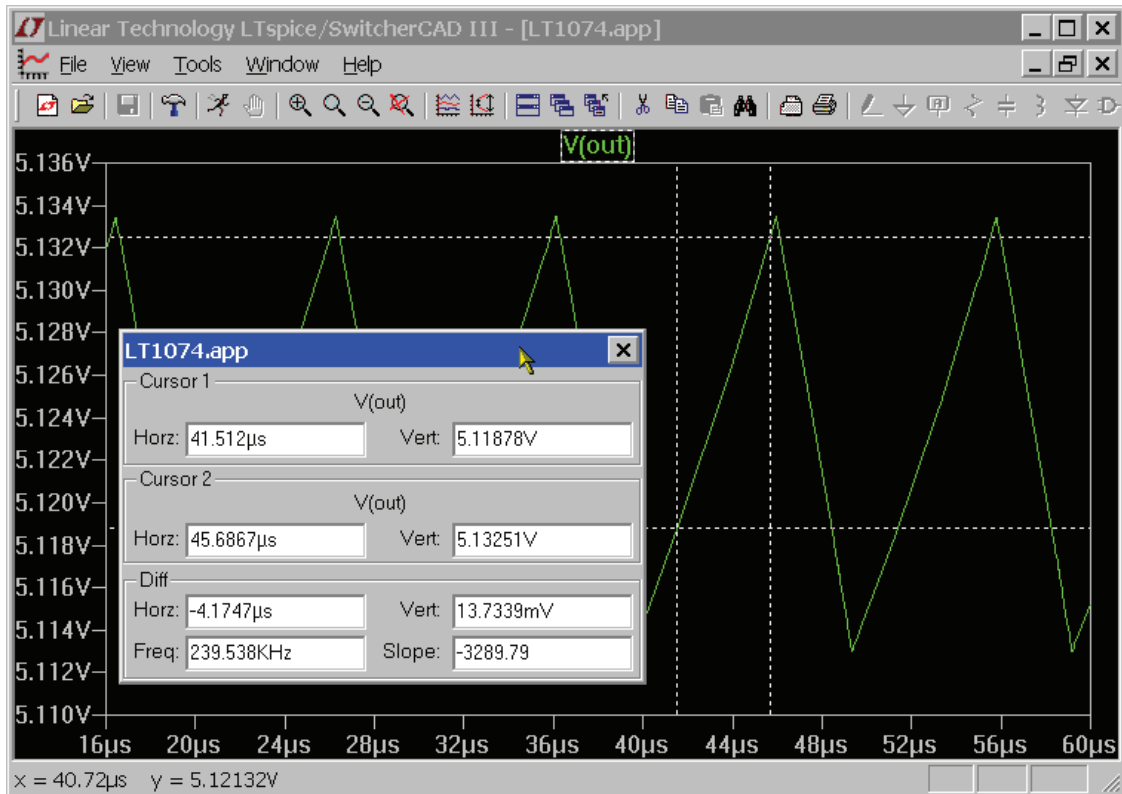 Linear Technology LTspice/SwitcherCAD III - [LT1074.app]
File View Tools Window Help
V(out)
5.136V
5.134V
5.132V
5.130V
5.128V
5.126V
5.124V
5.122V
5.120V
5.118V
5.116V
5.114V
5.112V
5.110V
LT1074.app
Cursor 1
V(out)
Horz: 41.512µs Vert: 5.11878V
Cursor 2
V(out)
Horz: 45.6867µs Vert: 5.13251V
Diff
Horz: -4.1747µs Vert: 13.7339mV
Freq: 239.538KHz Slope: -3289.79
16µs 20µs 24µs 28µs 32µs 36µs 40µs 44µs 48µs 52µs 56µs 60µs
x = 40.72µs y = 5.12132V